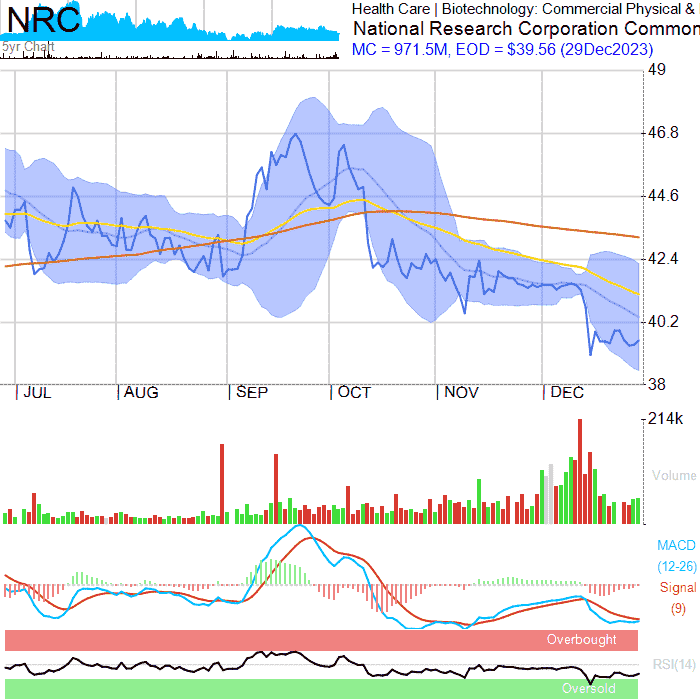 NRC
5yr Chart
Health Care | Biotechnology: Commercial Physical &
National Research Corporation Common
MC = 971.5M, EOD = $39.56 (29Dec2023)
49
46.8
44.6
42.4
40.2
38
JUL AUG SEP OCT NOV DEC
214k
Volume
MACD
(12-26)
Signal
(9)
Overbought
RSI(14)
Oversold